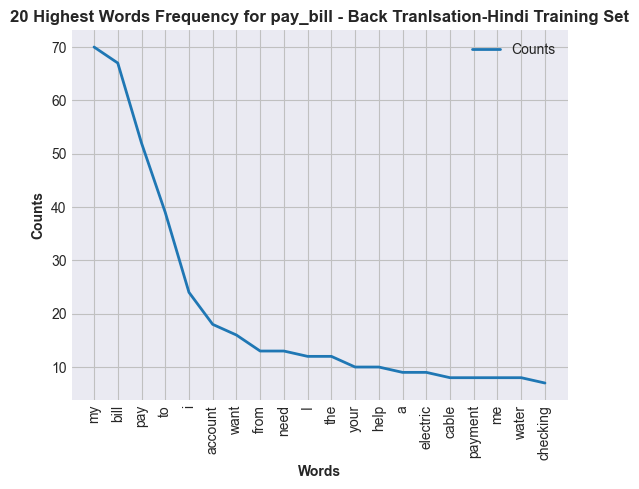 20 Highest Words Frequency for pay_bill - Back Tranlsation-Hindi Training Set
Counts
70
60
50
40
30
20
10
Counts
my
bill
pay
to
i
account
want
from
need
I
the
your
help
a
electric
cable
payment
me
water
checking
Words